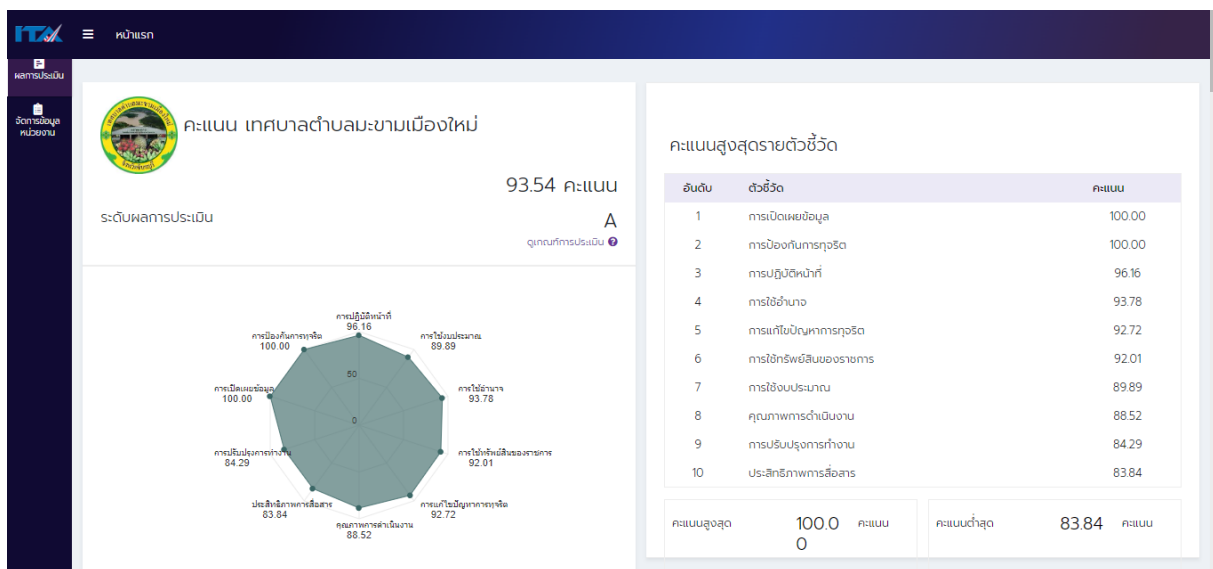 ITA
หน้าแรก
ผลการประเมิน
จัดการข้อมูล
หน่วยงาน
คะแนน เทศบาลตำบลมะขามเมืองใหม่
93.54 คะแนน
ระดับผลการประเมิน
A
ดูเกณฑ์การประเมิน
การปฏิบัติหน้าที่
96.16
การป้องกันการทุจริต
100.00
การใช้งบประมาณ
89.89
50
การเปิดเผยข้อมูล
100.00
การใช้อำนาจ
93.78
0
การปรับปรุงการทำงาน
84.29
การใช้ทรัพย์สินของราชการ
92.01
ประสิทธิภาพการสื่อสาร
83.84
การแก้ไขปัญหาการทุจริต
92.72
คุณภาพการดำเนินงาน
88.52
คะแนนสูงสุดรายตัวชี้วัด
อันดับ ตัวชี้วัด คะแนน
1 การเปิดเผยข้อมูล 100.00
2 การป้องกันการทุจริต 100.00
3 การปฏิบัติหน้าที่ 96.16
4 การใช้อำนาจ 93.78
5 การแก้ไขปัญหาการทุจริต 92.72
6 การใช้ทรัพย์สินของราชการ 92.01
7 การใช้งบประมาณ 89.89
8 คุณภาพการดำเนินงาน 88.52
9 การปรับปรุงการทำงาน 84.29
10 ประสิทธิภาพการสื่อสาร 83.84
คะแนนสูงสุด 100.0 คะแนน
0
คะแนนต่ำสุด 83.84 คะแนน